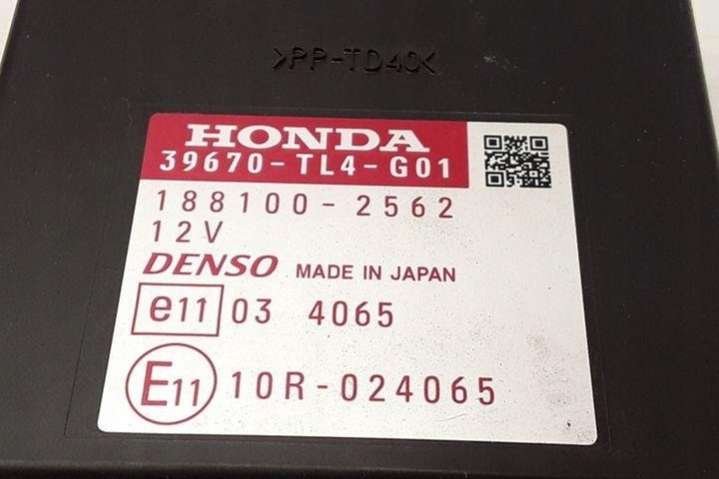 >PP-TD40<
HONDA
39670-TL4-G01
188100-2562
12V
DENSO MADE IN JAPAN
e11 03 4065
E11 10R-024065